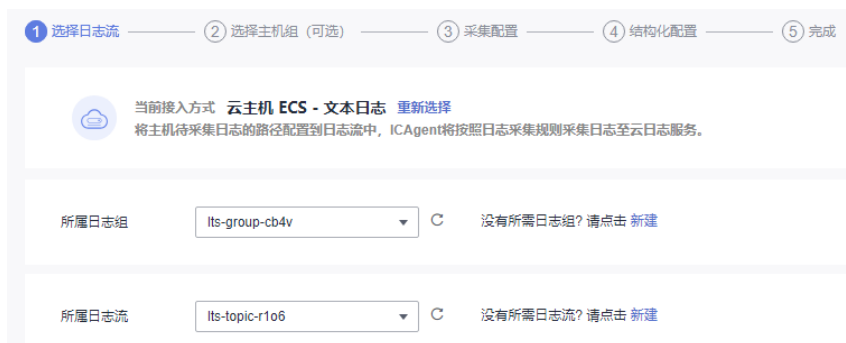 1 选择日志流 2 选择主机组（可选） 3 采集配置 4 结构化配置 5 完成
当前接入方式 云主机 ECS - 文本日志 重新选择
将主机待采集日志的路径配置到日志流中，ICAgent将按照日志采集规则采集日志至云日志服务。
所属日志组 lts-group-cb4v 没有所需日志组? 请点击 新建
所属日志流 lts-topic-r1o6 没有所需日志流? 请点击 新建